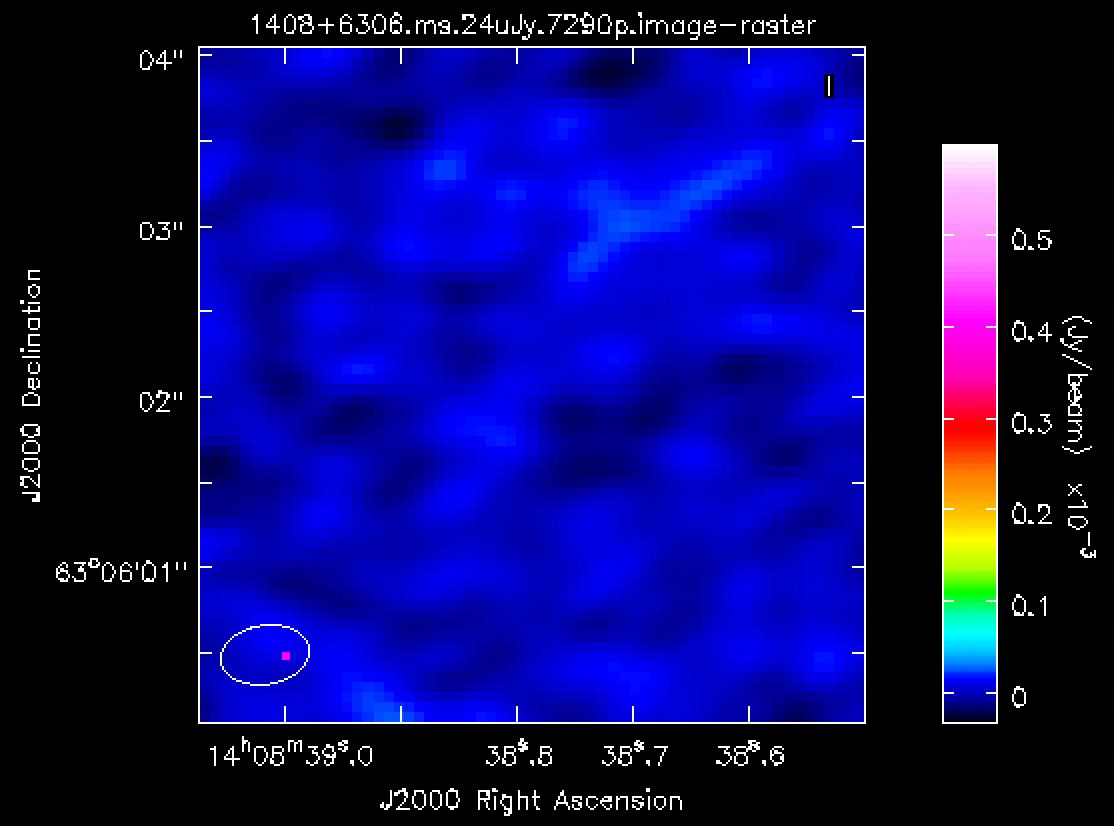 1408+6306.ms.24uJy.7290p.image-raster
I
04"
03"
02"
63°06'01"
J2000 Declination
14h08m39s.0
38s.8
38s.7
38s.6
J2000 Right Ascension
0.5
0.4
0.3
0.2
0.1
0
(Jy/beam) ×10⁻³